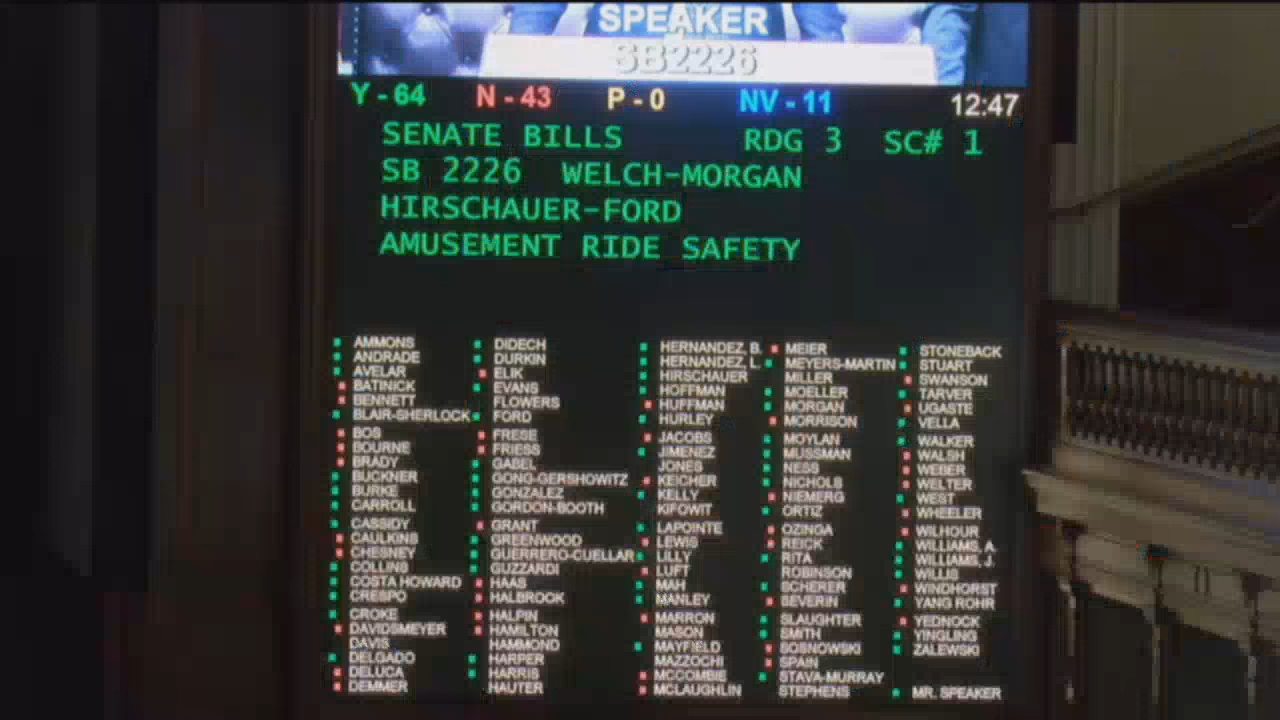 SPEAKER
SB2226
Y - 64 N - 43 P - 0 NV - 11 12:47
SENATE BILLS RDG 3 SC# 1
SB 2226 WELCH-MORGAN
HIRSCHAUER-FORD
AMUSEMENT RIDE SAFETY
AMMONS
ANDRADE
AVELAR
BATINICK
BENNETT
BLAIR-SHERLOCK
BOS
BOURNE
BRADY
BUCKNER
BURKE
CARROLL
CASSIDY
CAULKINS
CHESNEY
COLLINS
COSTA HOWARD
CRESPO
CROKE
DAVIDSMEYER
DAVIS
DELGADO
DELUCA
DEMMER
DIDECH
DURKIN
ELIK
EVANS
FLOWERS
FORD
FRESE
FRIESS
GABEL
GONG-GERSHOWITZ
GONZALEZ
GORDON-BOOTH
GRANT
GREENWOOD
GUERRERO-CUELLAR
GUZZARDI
HAAS
HALBROOK
HALPIN
HAMILTON
HAMMOND
HARPER
HARRIS
HAUTER
HERNANDEZ, B.
HERNANDEZ, L.
HIRSCHAUER
HOFFMAN
HUFFMAN
HURLEY
JACOBS
JIMENEZ
JONES
KEICHER
KELLY
KIFOWIT
LAPOINTE
LEWIS
LILLY
LUFT
MAH
MANLEY
MARRON
MASON
MAYFIELD
MAZZOCHI
MCCOMBIE
MCLAUGHLIN
MEIER
MEYERS-MARTIN
MILLER
MOELLER
MORGAN
MORRISON
MOYLAN
MUSSMAN
NESS
NICHOLS
NIEMERG
ORTIZ
OZINGA
REICK
RITA
ROBINSON
SCHERER
SEVERIN
SLAUGHTER
SMITH
SOSNOWSKI
SPAIN
STAVA-MURRAY
STEPHENS
STONEBACK
STUART
SWANSON
TARVER
UGASTE
VELLA
WALKER
WALSH
WEBER
WELTER
WEST
WHEELER
WILHOUR
WILLIAMS, A.
WILLIAMS, J.
WILLIS
WINDHORST
YANG ROHR
YEDNOCK
YINGLING
ZALEWSKI
MR. SPEAKER